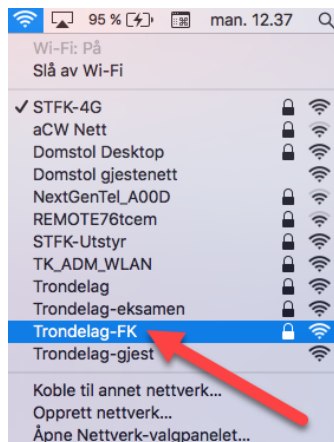 95 % man. 12.37
Wi-Fi: På
Slå av Wi-Fi
✓ STFK-4G
aCW Nett
Domstol Desktop
Domstol gjestenett
NextGenTel_A00D
REMOTE76tcem
STFK-Utstyr
TK_ADM_WLAN
Trondelag
Trondelag-eksamen
Trondelag-FK
Trondelag-gjest
Koble til annet nettverk...
Opprett nettverk...
Åpne Nettverk-valgpanelet...